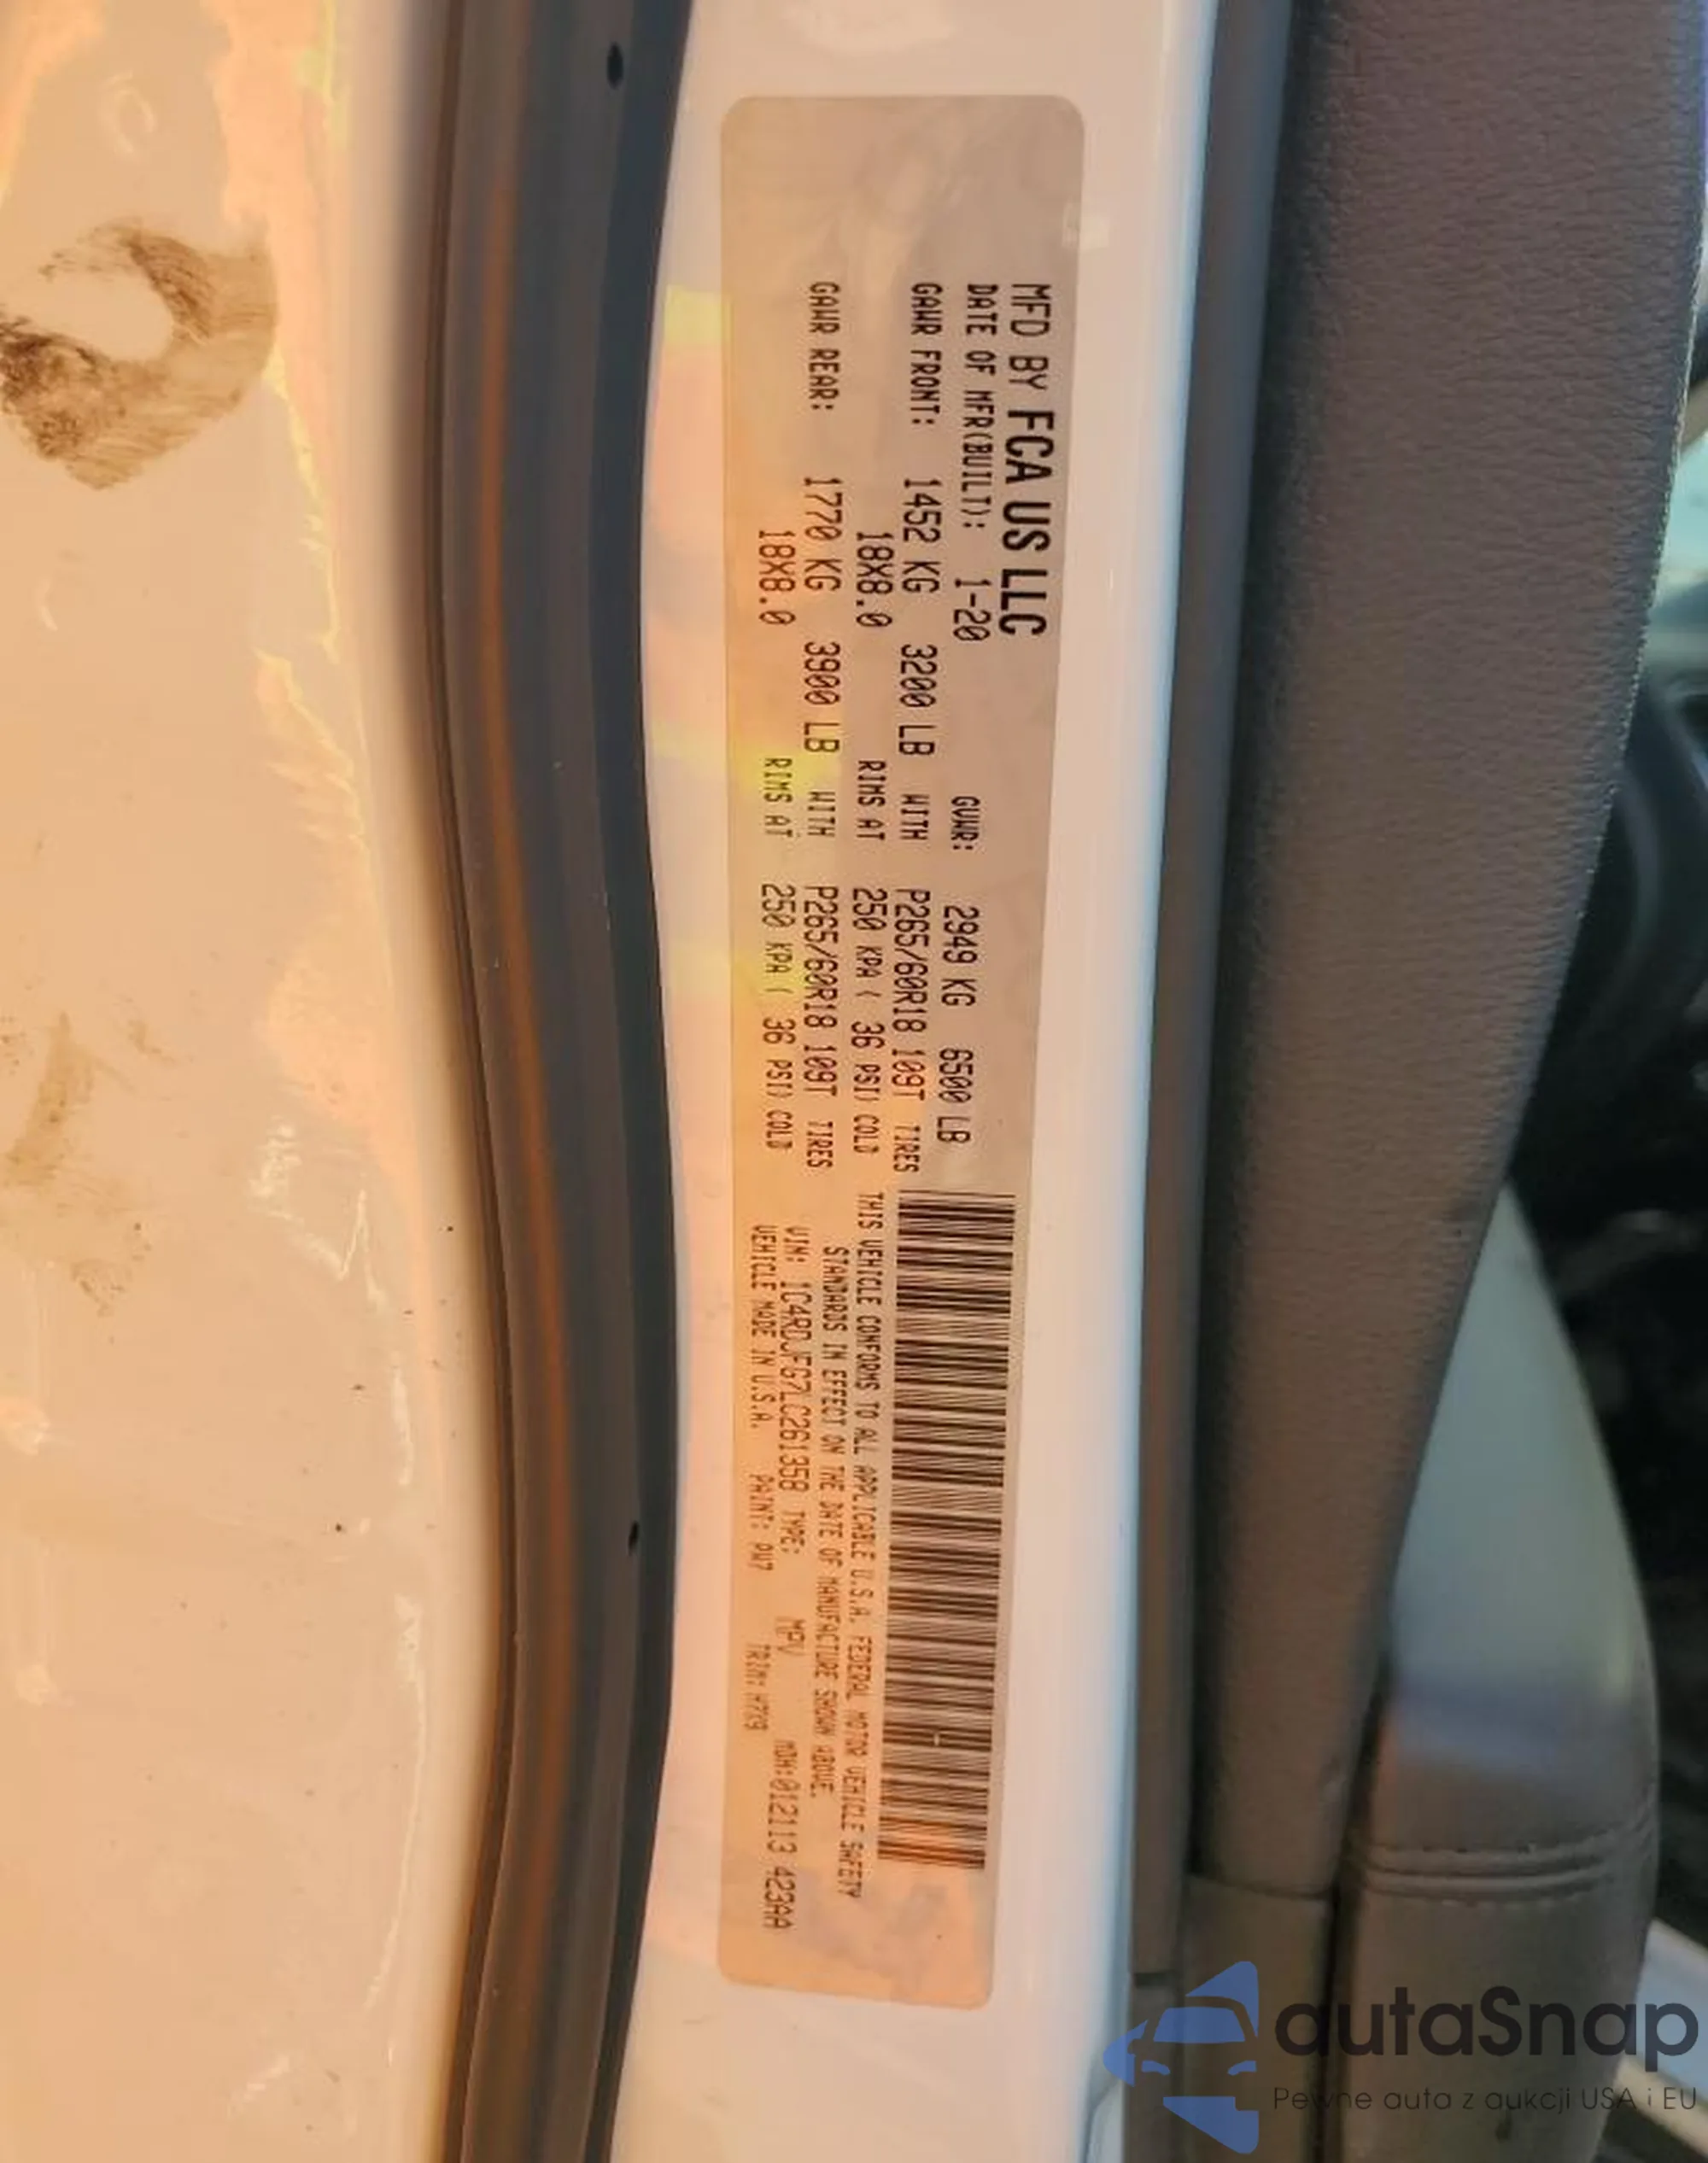 MFD BY FCA US LLC
DATE OF MFR(BUILT): 1-20 GVWR: 2949 KG 6500 LB
GAWR FRONT: 1452 KG 3200 LB WITH P265/60R18 109T TIRES
18X8.0 RIMS AT 250 KPA ( 36 PSI) COLD
GAWR REAR: 1770 KG 3900 LB WITH P265/60R18 109T TIRES
18X8.0 RIMS AT 250 KPA ( 36 PSI) COLD
THIS VEHICLE CONFORMS TO ALL APPLICABLE U.S.A. FEDERAL MOTOR VEHICLE SAFETY
STANDARDS IN EFFECT ON THE DATE OF MANUFACTURE SHOWN ABOVE.
VIN: 1C4RDJFG7LC261358 TYPE: MPV MDH:012113 423AA
VEHICLE MADE IN U.S.A. PAINT: PW7 TRIM:
autaSnap
Pewne auta z aukcji USA i EU